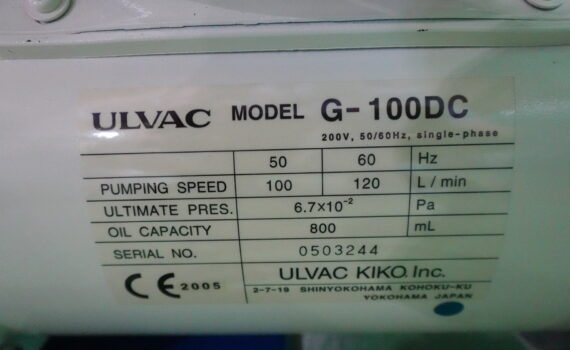 ULVAC MODEL G-100DC
200V, 50/60Hz, single-phase
50 60 Hz
PUMPING SPEED 100 120 L / min
ULTIMATE PRES. 6.7×10⁻² Pa
OIL CAPACITY 800 mL
SERIAL NO. 0503244
CE 2005 ULVAC KIKO. Inc.
2-7-19 SHINYOKOHAMA KOHOKU-KU
YOKOHAMA JAPAN